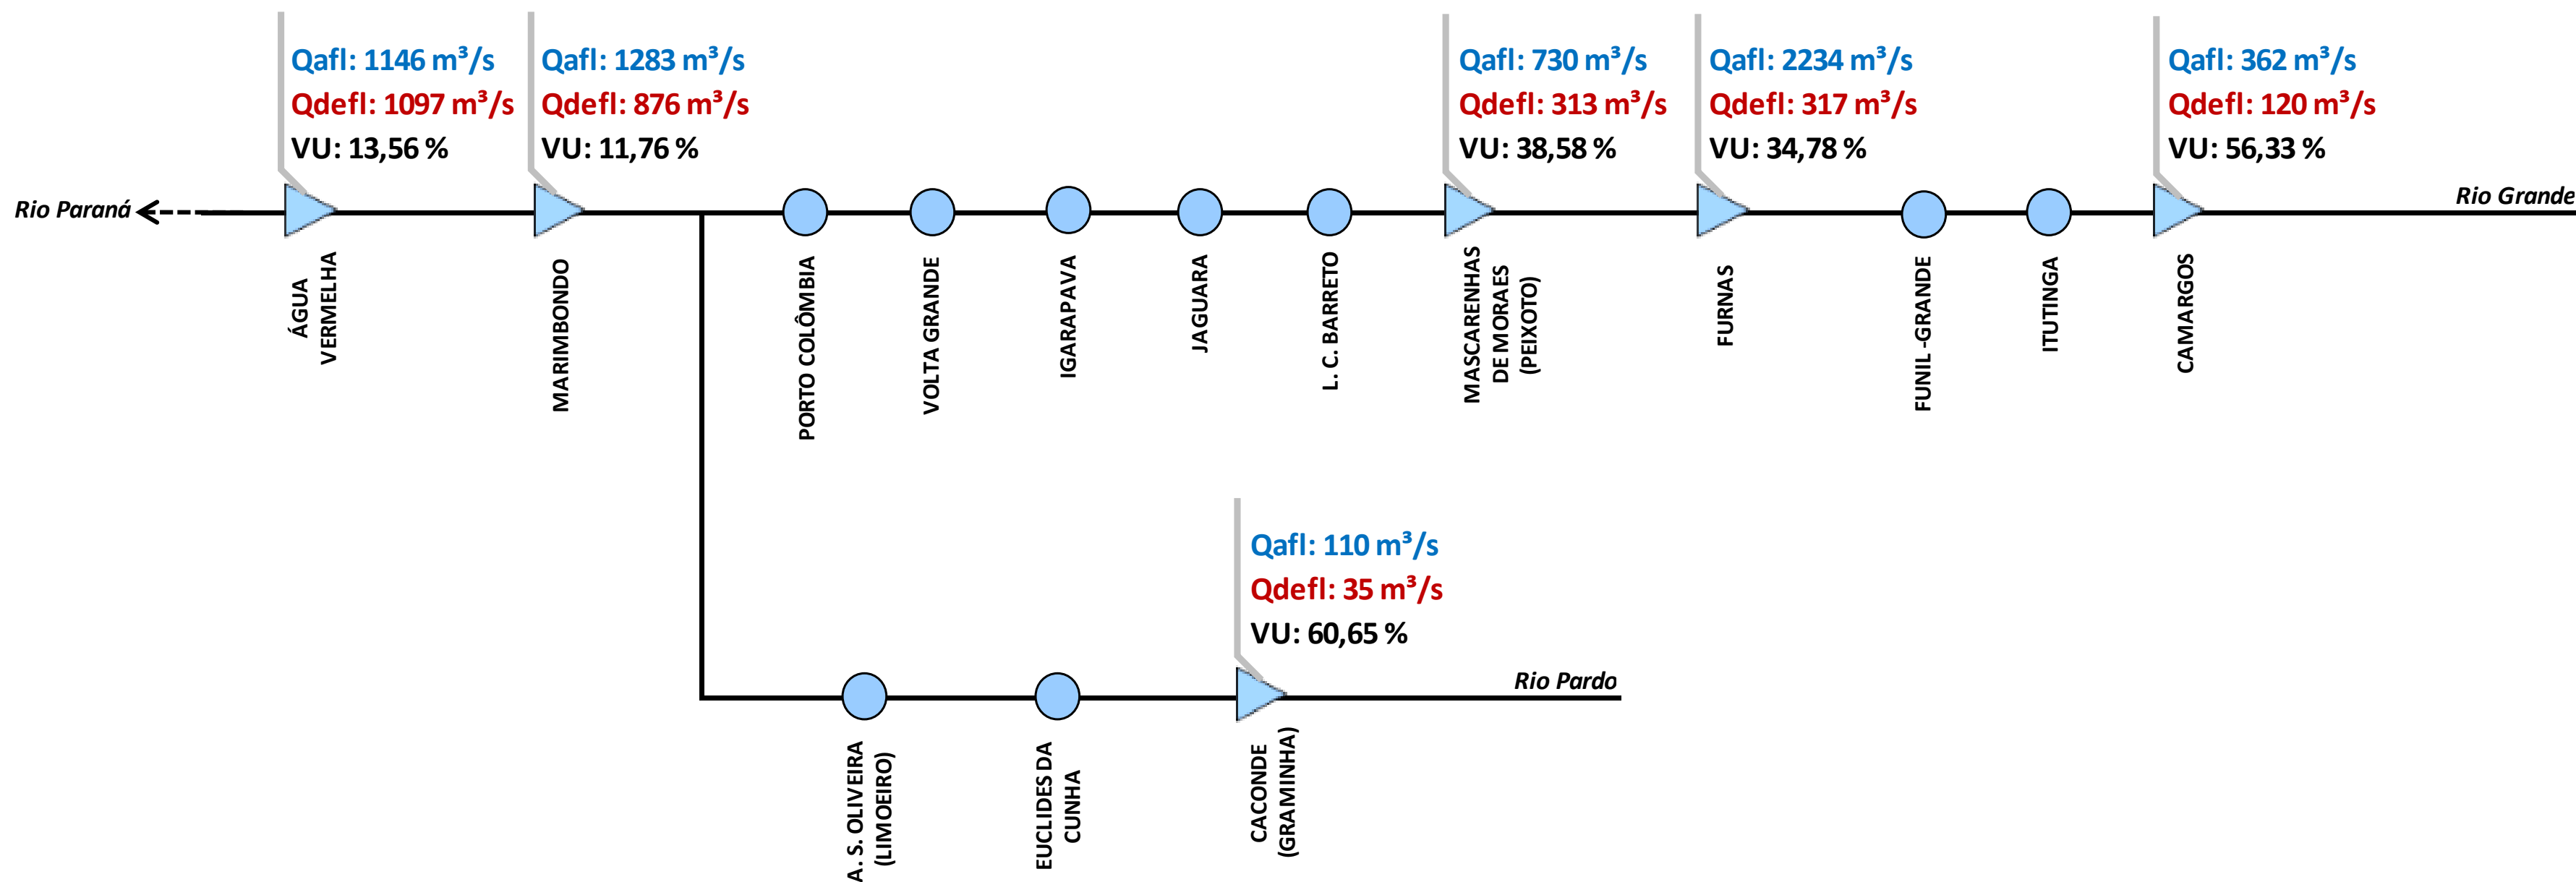 Qafl: 1146 m³/s
Qdefl: 1097 m³/s
VU: 13,56 %
Qafl: 1283 m³/s
Qdefl: 876 m³/s
VU: 11,76 %
Qafl: 730 m³/s
Qdefl: 313 m³/s
VU: 38,58 %
Qafl: 2234 m³/s
Qdefl: 317 m³/s
VU: 34,78 %
Qafl: 362 m³/s
Qdefl: 120 m³/s
VU: 56,33 %
Rio Paraná
Rio Grande
ÁGUA
VERMELHA
MARIMBONDO
PORTO COLÔMBIA
VOLTA GRANDE
IGARAPAVA
JAGUARA
L. C. BARRETO
MASCARENHAS
DE MORAES
(PEIXOTO)
FURNAS
FUNIL -GRANDE
ITUTINGA
CAMARGOS
Qafl: 110 m³/s
Qdefl: 35 m³/s
VU: 60,65 %
Rio Pardo
A. S. OLIVEIRA
(LIMOEIRO)
EUCLIDES DA
CUNHA
CACONDE
(GRAMINHA)